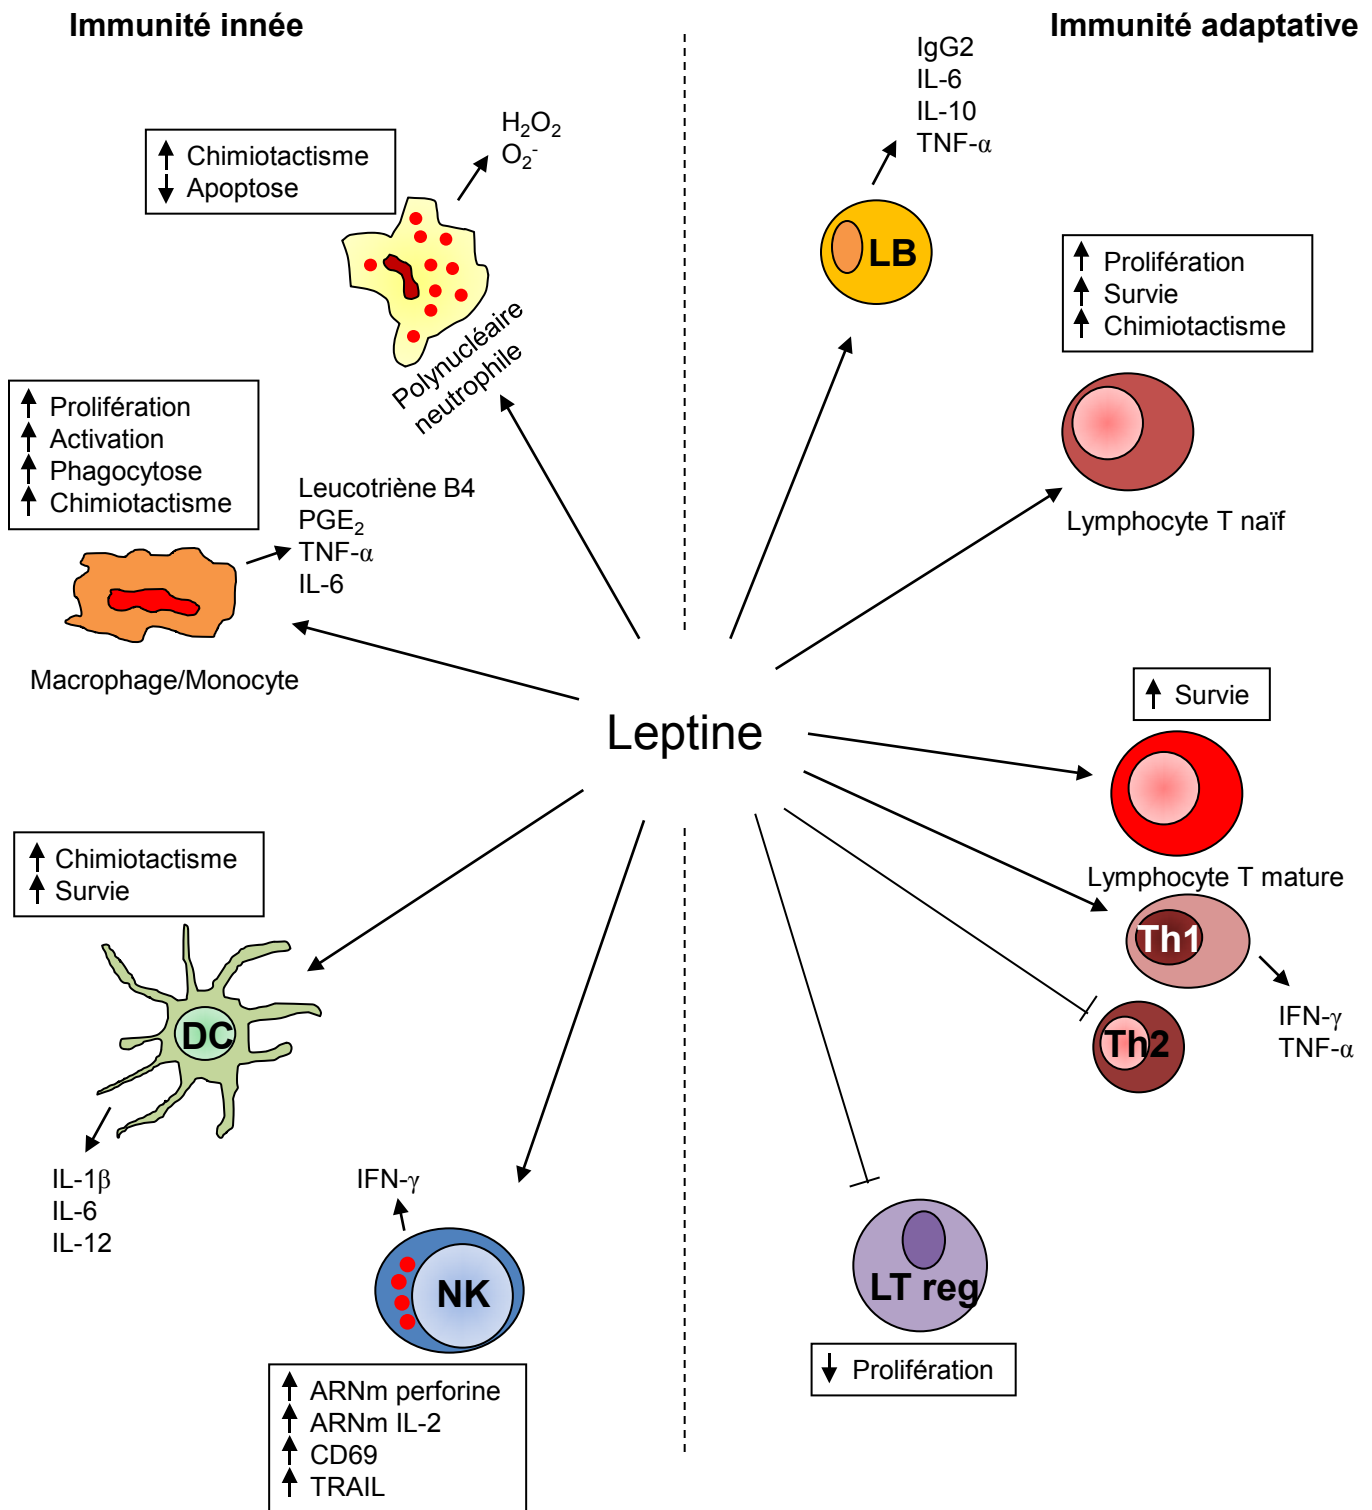 Immunité innée
Immunité adaptative
H₂O₂
O₂⁻
Chimiotactisme
Apoptose
Polynucléaire
neutrophile
Prolifération
Activation
Phagocytose
Chimiotactisme
Leucotriène B4
PGE₂
TNF-α
IL-6
Macrophage/Monocyte
IgG2
IL-6
IL-10
TNF-α
LB
Prolifération
Survie
Chimiotactisme
Lymphocyte T naïf
Leptine
Survie
Lymphocyte T mature
Th1
IFN-γ
TNF-α
Th2
Chimiotactisme
Survie
DC
IL-1β
IL-6
IL-12
IFN-γ
NK
ARNm perforine
ARNm IL-2
CD69
TRAIL
LT reg
Prolifération